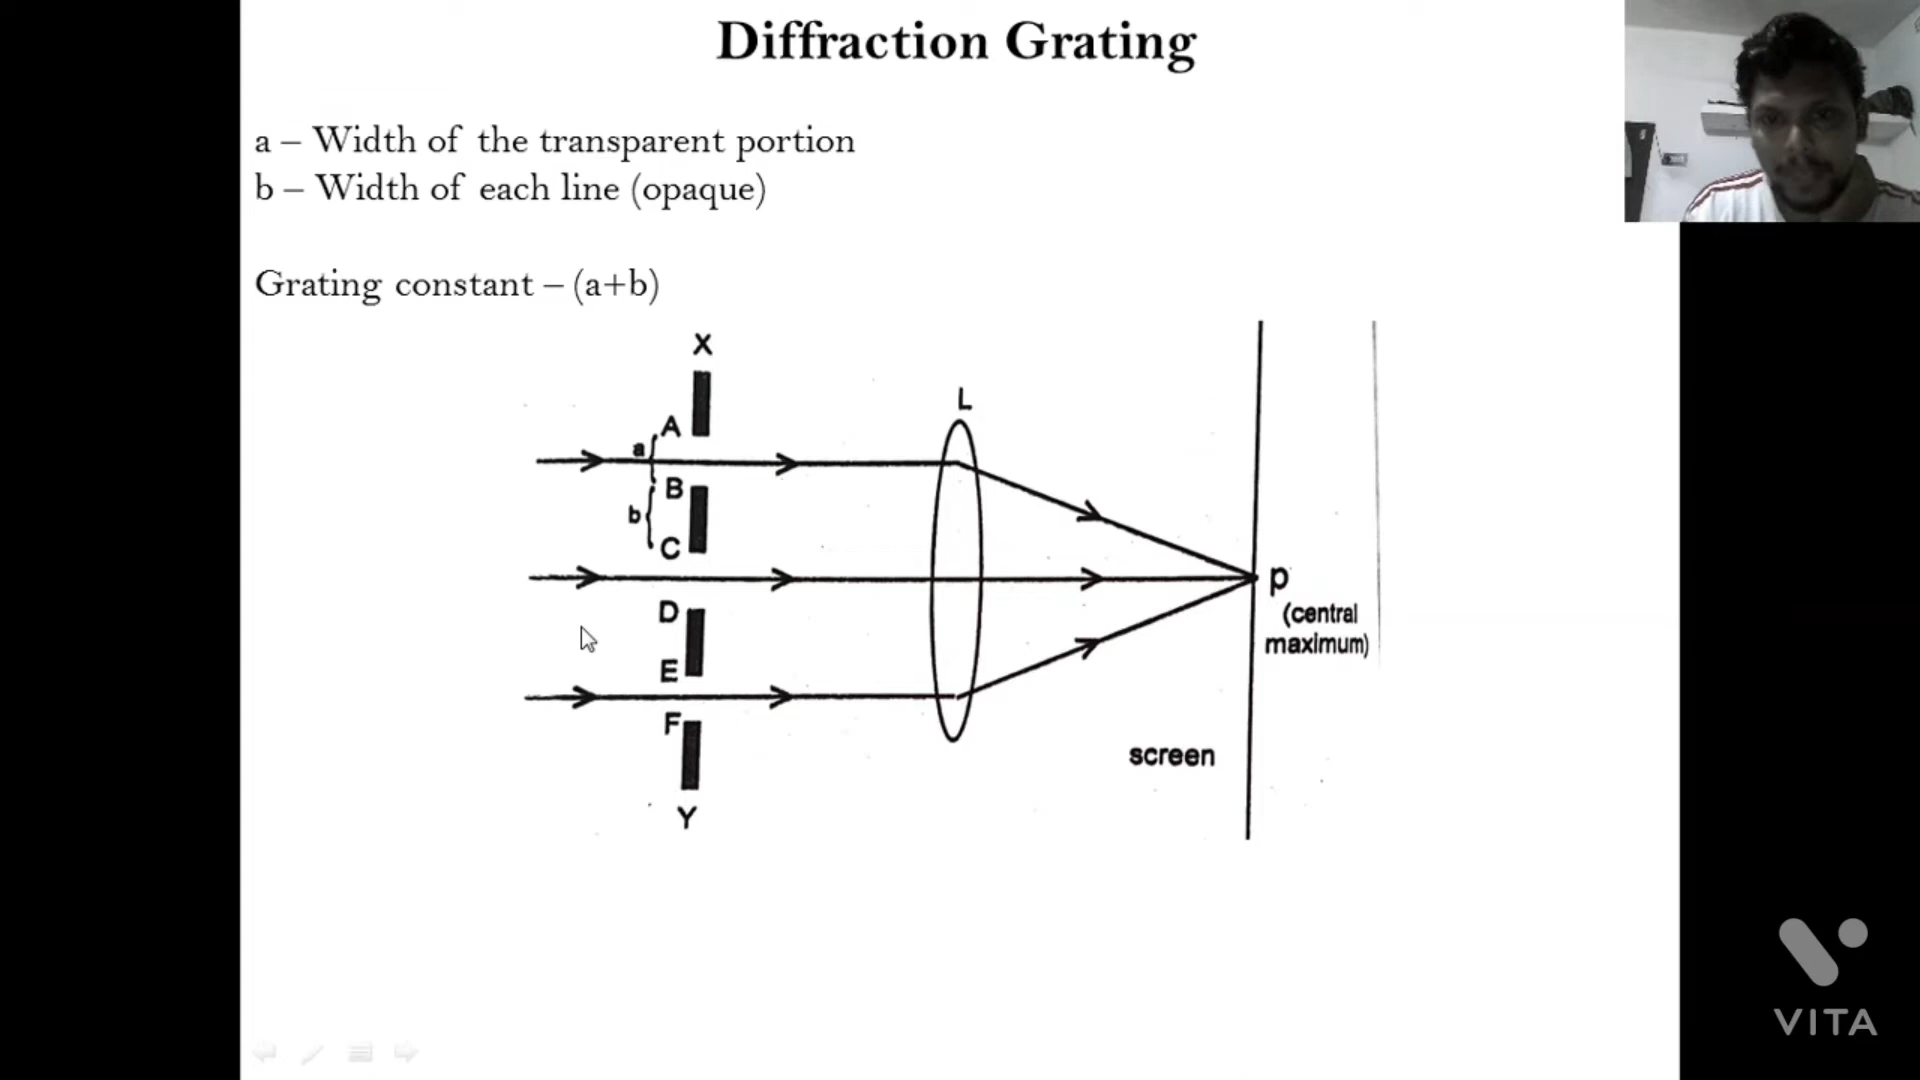 Diffraction Grating
a – Width of the transparent portion
b – Width of each line (opaque)
Grating constant – (a+b)
X
L
A
a
B
b
C
P
(central
maximum)
D
E
F
screen
Y
VITA